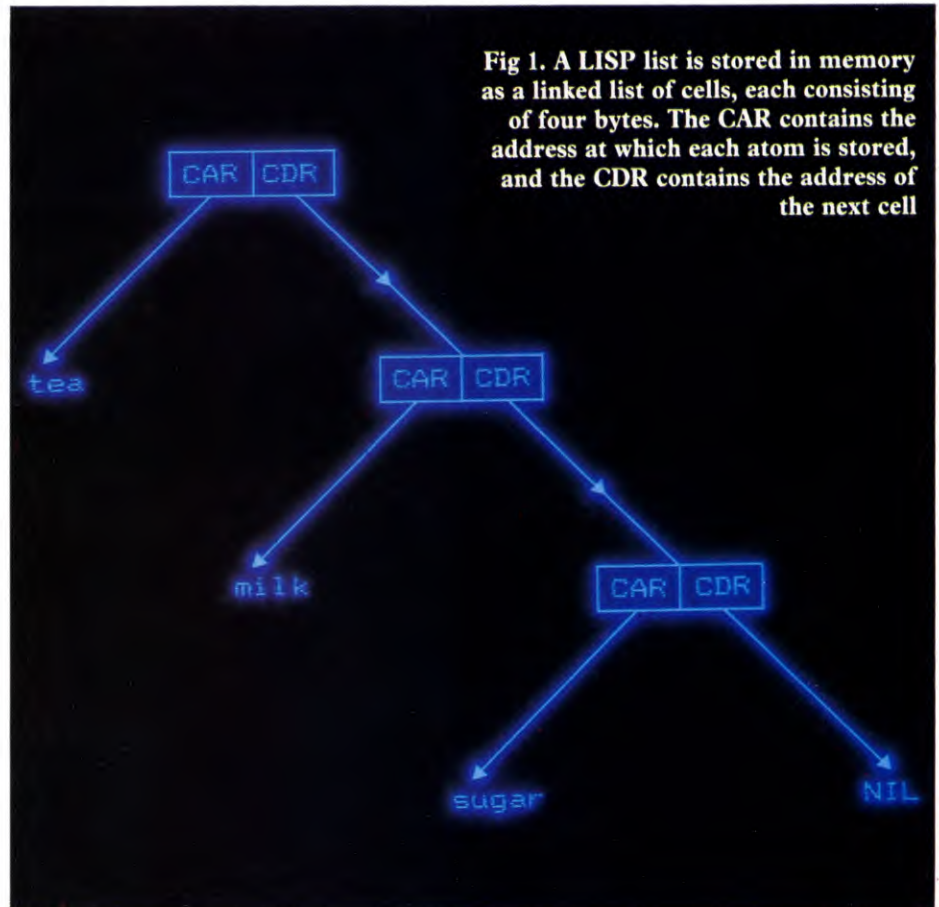 Fig 1. A LISP list is stored in memory
as a linked list of cells, each consisting
of four bytes. The CAR contains the
address at which each atom is stored,
and the CDR contains the address of
the next cell
CAR CDR
tea
CAR CDR
milk
CAR CDR
sugar
NIL